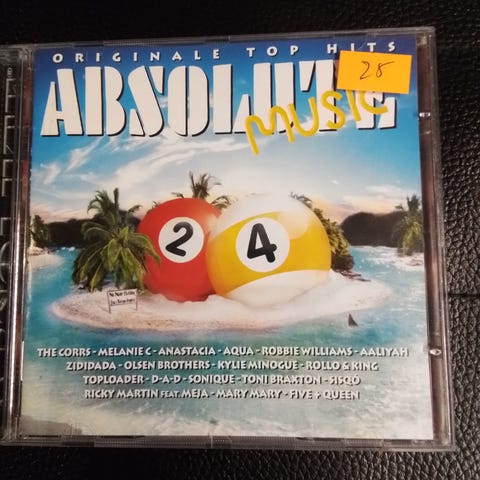 ORIGINALE TOP HITS
ABSOLUTE
MUSIC
28
2 4
THE CORRS - MELANIE C - ANASTACIA - AQUA - ROBBIE WILLIAMS - AALIYAH
ZIDIDADA - OLSEN BROTHERS - KYLIE MINOGUE - ROLLO & KING
TOPLOADER - D-A-D - SONIQUE - TONI BRAXTON - SISQÓ
RICKY MARTIN FEAT. MEJA - MARY MARY - FIVE + QUEEN